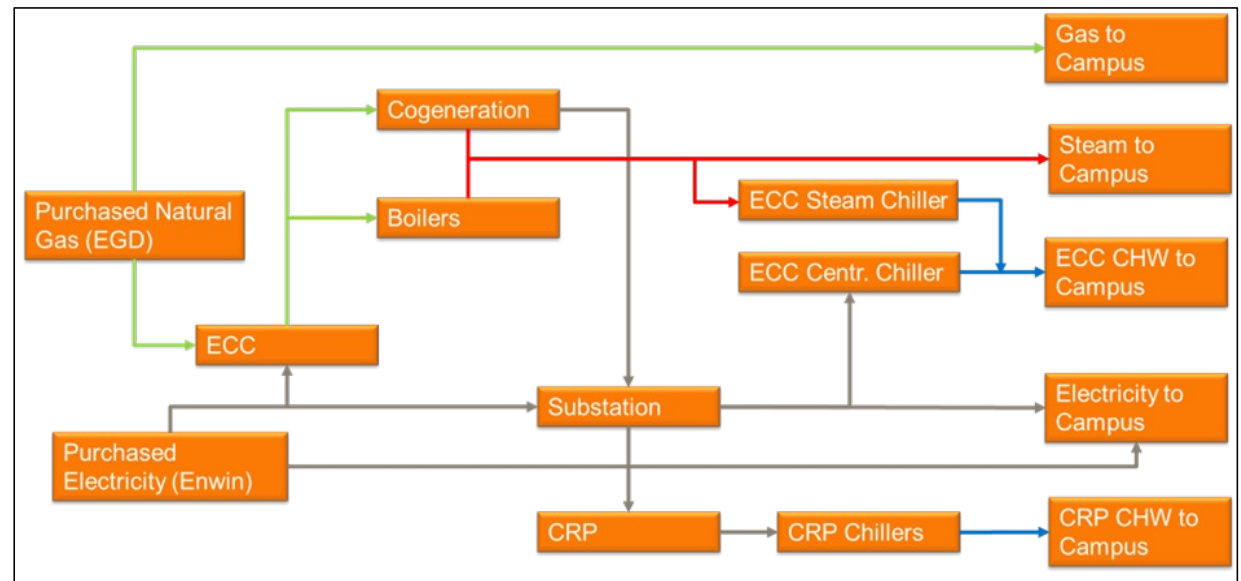 Gas to
Campus
Cogeneration
Steam to
Campus
Purchased Natural
Gas (EGD)
Boilers
ECC Steam Chiller
ECC Centr. Chiller
ECC CHW to
Campus
ECC
Substation
Electricity to
Campus
Purchased
Electricity (Enwin)
CRP
CRP Chillers
CRP CHW to
Campus